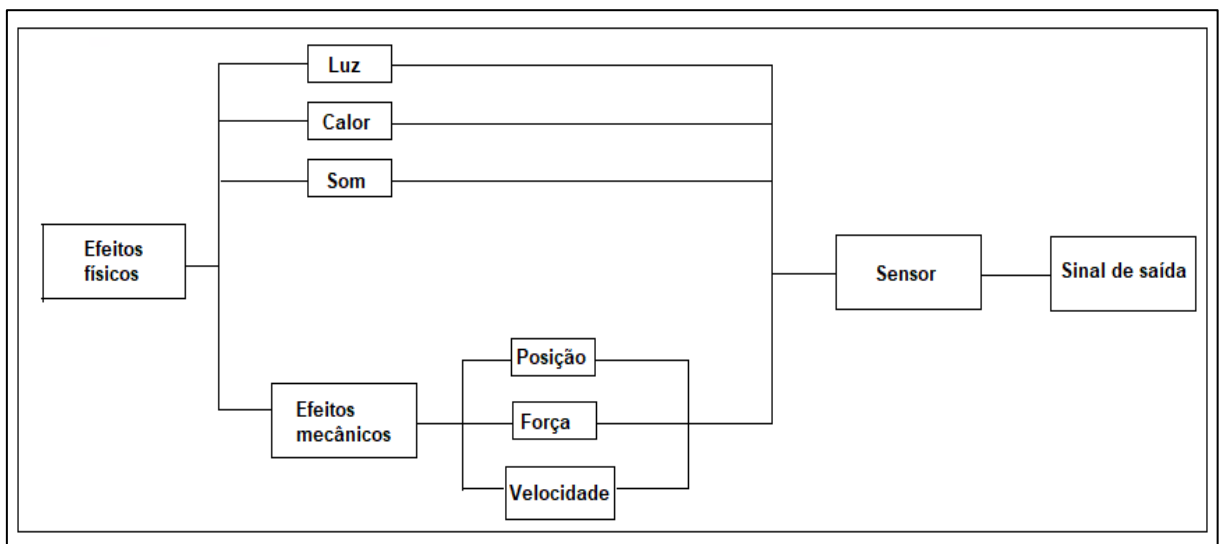 Luz
Calor
Som
Efeitos
físicos
Sensor
Sinal de saída
Posição
Efeitos
mecânicos
Força
Velocidade